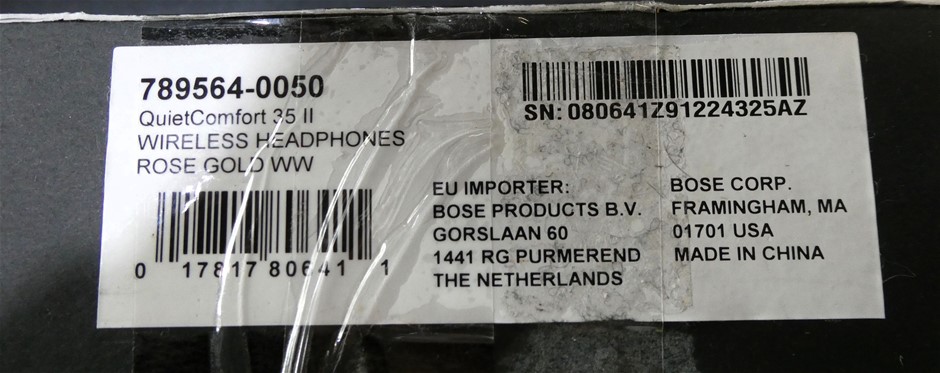 789564-0050
QuietComfort 35 II
WIRELESS HEADPHONES
ROSE GOLD WW
0 17817 80641 1
SN: 080641Z91224325AZ
EU IMPORTER:
BOSE PRODUCTS B.V.
GORSLAAN 60
1441 RG PURMEREND
THE NETHERLANDS
BOSE CORP.
FRAMINGHAM, MA
01701 USA
MADE IN CHINA